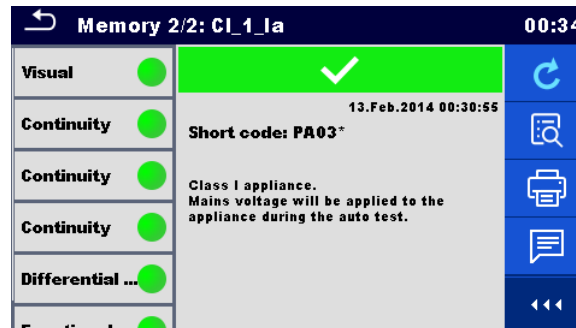 Memory 2/2: CI_1_Ia
00:34
Visual
Continuity
Continuity
Continuity
Differential ...
13.Feb.2014 00:30:55
Short code: PA03*
Class I appliance.
Mains voltage will be applied to the
appliance during the auto test.